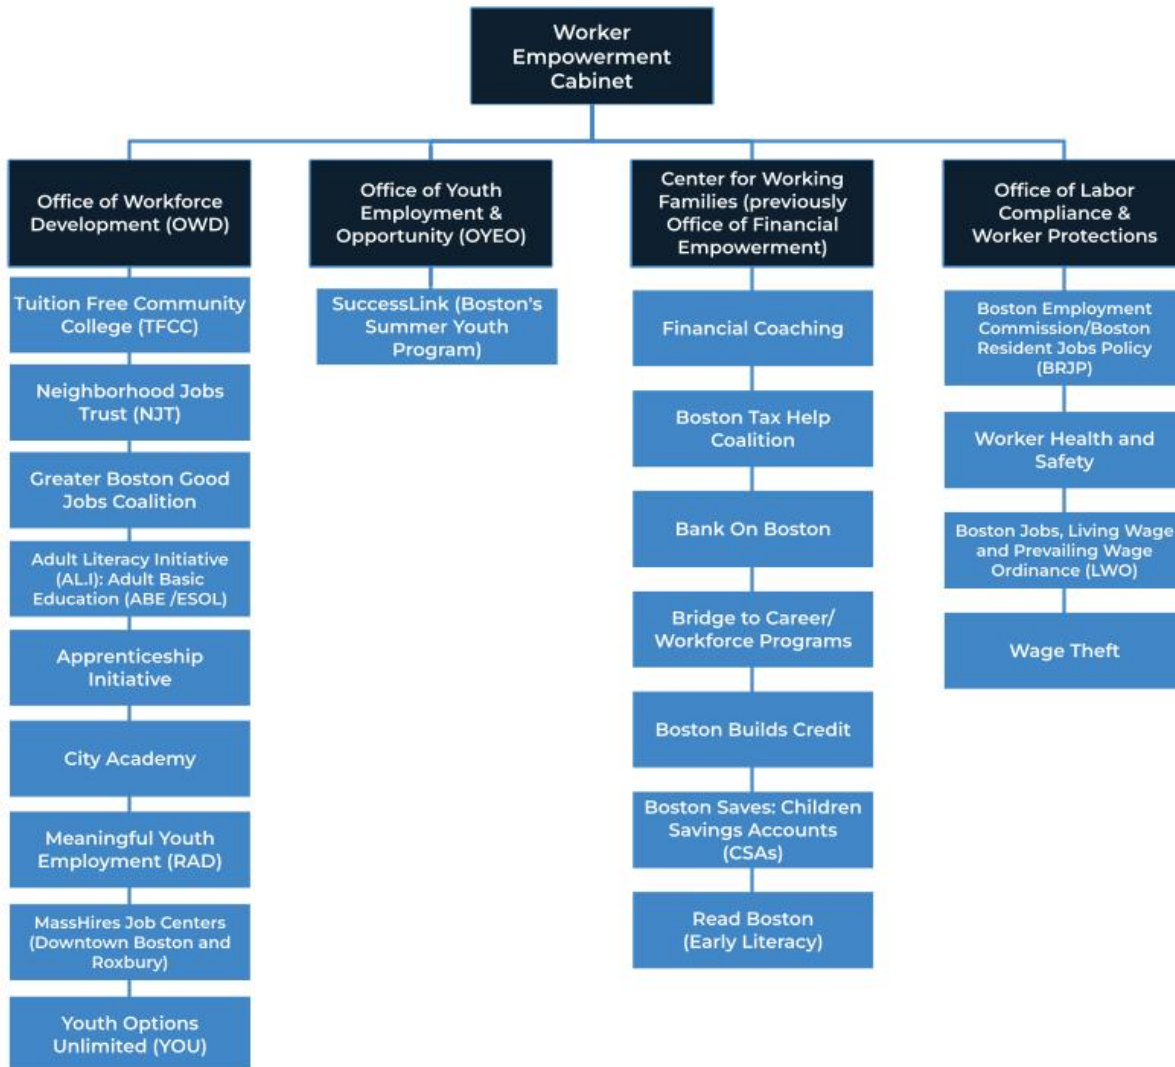 Worker
Empowerment
Cabinet
Office of Workforce
Development (OWD)
Tuition Free Community
College (TFCC)
Neighborhood Jobs
Trust (NJT)
Greater Boston Good
Jobs Coalition
Adult Literacy Initiative
(AL.I): Adult Basic
Education (ABE /ESOL)
Apprenticeship
Initiative
City Academy
Meaningful Youth
Employment (RAD)
MassHires Job Centers
(Downtown Boston and
Roxbury)
Youth Options
Unlimited (YOU)
Office of Youth
Employment &
Opportunity (OYEO)
SuccessLink (Boston's
Summer Youth
Program)
Center for Working
Families (previously
Office of Financial
Empowerment)
Financial Coaching
Boston Tax Help
Coalition
Bank On Boston
Bridge to Career/
Workforce Programs
Boston Builds Credit
Boston Saves: Children
Savings Accounts
(CSAs)
Read Boston
(Early Literacy)
Office of Labor
Compliance &
Worker Protections
Boston Employment
Commission/Boston
Resident Jobs Policy
(BRJP)
Worker Health and
Safety
Boston Jobs, Living Wage
and Prevailing Wage
Ordinance (LWO)
Wage Theft